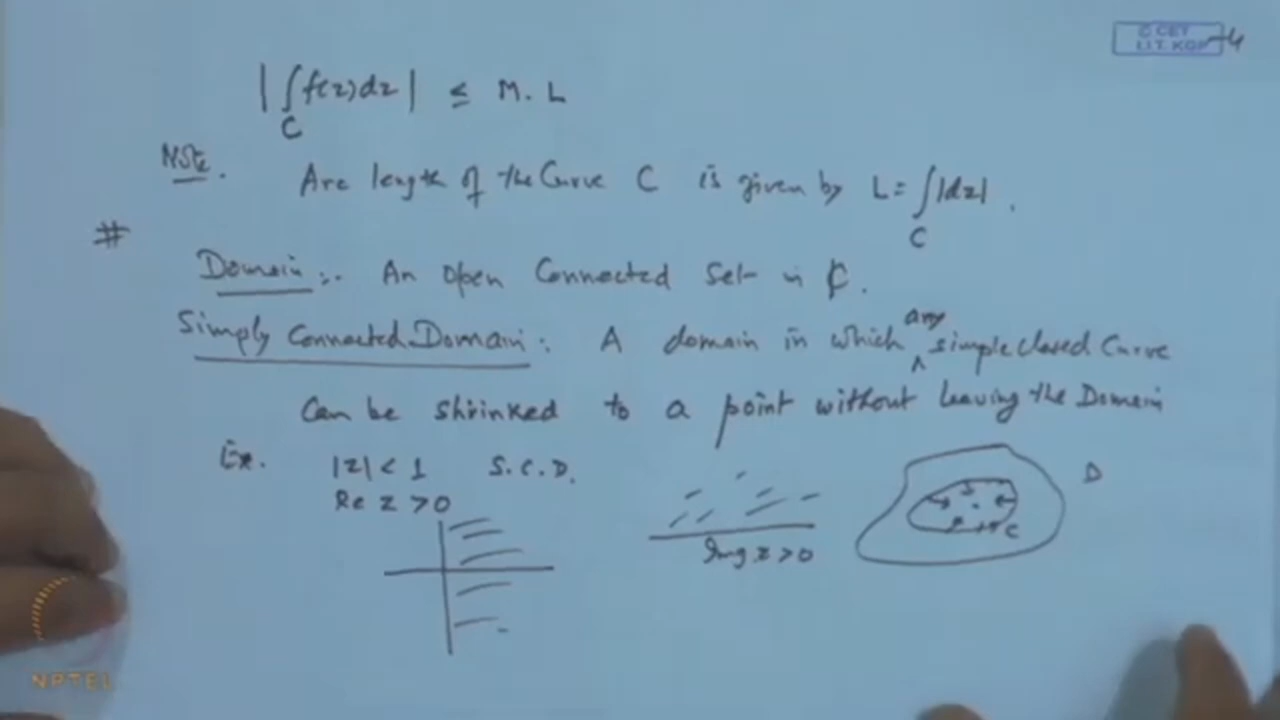 © CET
I.I.T. KGP
|∫f(z)dz| ≤ M. L
C
Note.
Arc length of the Curve C is given by L = ∫|dz|.
C
#
Domain :- An Open Connected Set in ₵.
any
Simply Connected Domain : A domain in which ^ simple closed Curve
Can be shrinked to a point without leaving the Domain
Ex. |z| < 1 S.C.D.
Re z > 0
D
C
Img z > 0
NPTEL